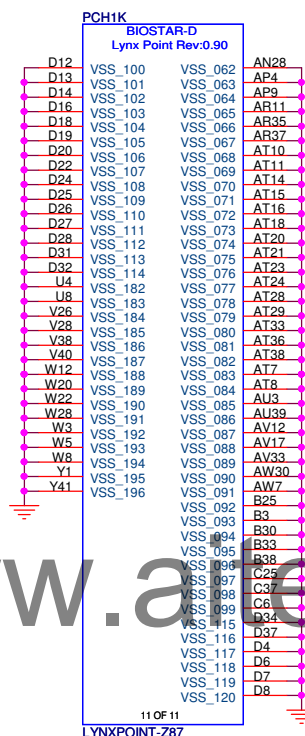 PCH1K
BIOSTAR-D
Lynx Point Rev:0.90
D12 VSS_100 VSS_062 AN28
D13 VSS_101 VSS_063 AP4
D14 VSS_102 VSS_064 AP9
D16 VSS_103 VSS_065 AR11
D18 VSS_104 VSS_066 AR35
D19 VSS_105 VSS_067 AR37
D20 VSS_106 VSS_068 AT10
D22 VSS_107 VSS_069 AT11
D24 VSS_108 VSS_070 AT14
D25 VSS_109 VSS_071 AT15
D26 VSS_110 VSS_072 AT16
D27 VSS_111 VSS_073 AT18
D28 VSS_112 VSS_074 AT20
D31 VSS_113 VSS_075 AT21
D32 VSS_114 VSS_076 AT23
U4 VSS_182 VSS_077 AT24
U8 VSS_183 VSS_078 AT28
V26 VSS_184 VSS_079 AT29
V28 VSS_185 VSS_080 AT33
V38 VSS_186 VSS_081 AT36
V40 VSS_187 VSS_082 AT38
W12 VSS_188 VSS_083 AT7
W20 VSS_189 VSS_084 AT8
W22 VSS_190 VSS_085 AU3
W28 VSS_191 VSS_086 AU39
W3 VSS_192 VSS_087 AV12
W5 VSS_193 VSS_088 AV17
W8 VSS_194 VSS_089 AV33
Y1 VSS_195 VSS_090 AW30
Y41 VSS_196 VSS_091 AW7
VSS_092 B25
VSS_093 B3
VSS_094 B30
VSS_095 B33
VSS_096 B38
VSS_097 C25
VSS_098 C37
VSS_099 C6
VSS_115 D34
VSS_116 D37
VSS_117 D4
VSS_118 D6
VSS_119 D7
VSS_120 D8
w.aite
11 OF 11
LYNXPOINT-Z87